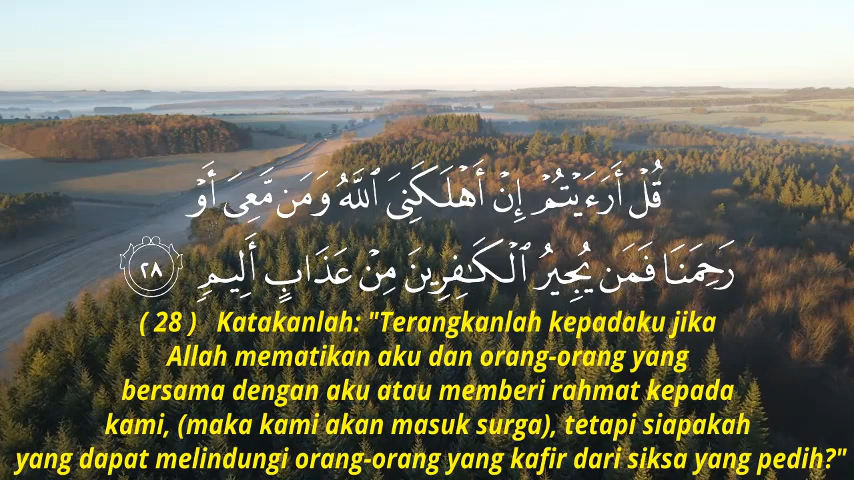 قُلْ أَرَءَيْتُمْ إِنْ أَهْلَكَنِىَ ٱللَّهُ وَمَن مَّعِىَ أَوْ
رَحِمَنَا فَمَن يُجِيرُ ٱلْكَـٰفِرِينَ مِنْ عَذَابٍ أَلِيمٍ ٢٨
( 28 ) Katakanlah: "Terangkanlah kepadaku jika
Allah mematikan aku dan orang-orang yang
bersama dengan aku atau memberi rahmat kepada
kami, (maka kami akan masuk surga), tetapi siapakah
yang dapat melindungi orang-orang yang kafir dari siksa yang pedih?"